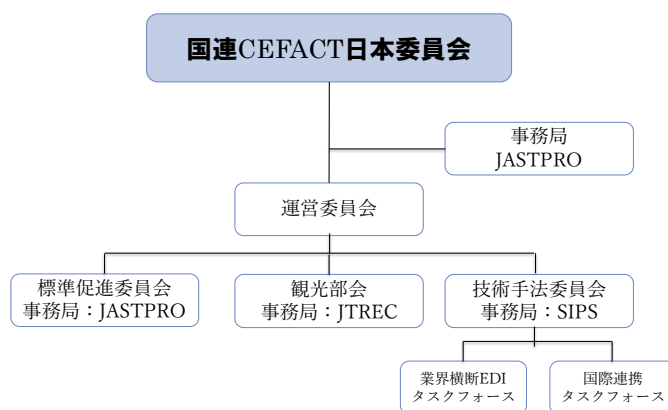 国連CEFACT日本委員会
事務局
JASTPRO
運営委員会
標準促進委員会
事務局：JASTPRO
観光部会
事務局：JTREC
技術手法委員会
事務局：SIPS
業界横断EDI
タスクフォース
国際連携
タスクフォース